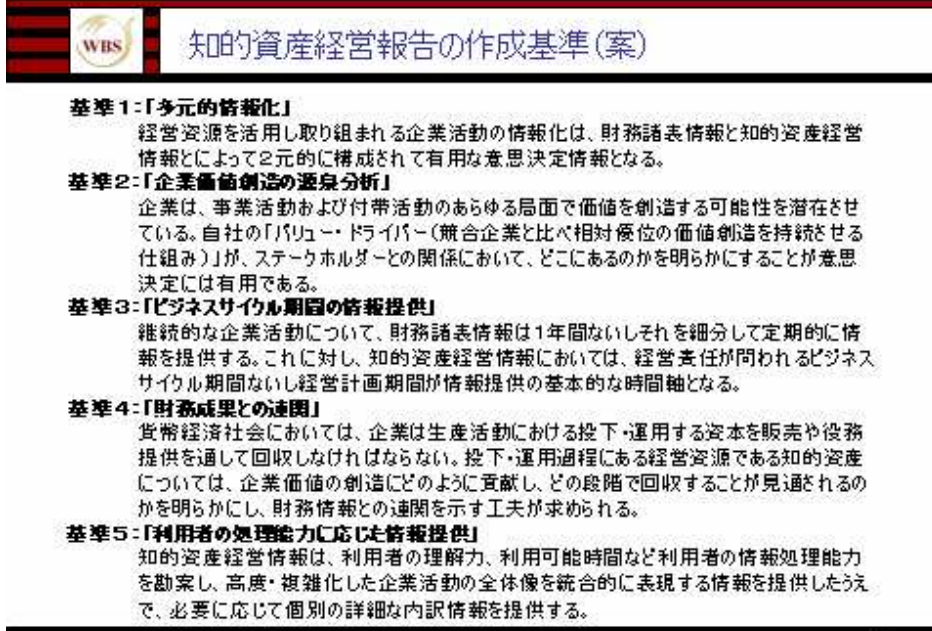 WBS
知的資産経営報告の作成基準(案)
基準1:「多元的情報化」
経営資源を活用し取り組まれる企業活動の情報化は、財務諸表情報と知的資産経営
情報とによって2元的に構成されて有用な意思決定情報となる。
基準2:「企業価値創造の源泉分析」
企業は、事業活動および付帯活動のあらゆる局面で価値を創造する可能性を潜在させ
ている。自社の「バリュー・ドライバー(競合企業と比べ相対優位の価値創造を持続させる
仕組み)」が、ステークホルダーとの関係において、どこにあるのかを明らかにすることが意思
決定には有用である。
基準3:「ビジネスサイクル期間の情報提供」
継続的な企業活動について、財務諸表情報は1年間ないしそれを細分して定期的に情
報を提供する。これに対し、知的資産経営情報においては、経営責任が問われるビジネス
サイクル期間ないし経営計画期間が情報提供の基本的な時間軸となる。
基準4:「財務成果との連関」
貨幣経済社会においては、企業は生産活動における投下・運用する資本を販売や役務
提供を通して回収しなければならない。投下・運用過程にある経営資源である知的資産
については、企業価値の創造にどのように貢献し、どの段階で回収することが見通されるの
かを明らかにし、財務情報との連関を示す工夫が求められる。
基準5:「利用者の処理能力に応じた情報提供」
知的資産経営情報は、利用者の理解力、利用可能時間など利用者の情報処理能力
を勘案し、高度・複雑化した企業活動の全体像を統合的に表現する情報を提供したうえ
で、必要に応じて個別の詳細な内訳情報を提供する。